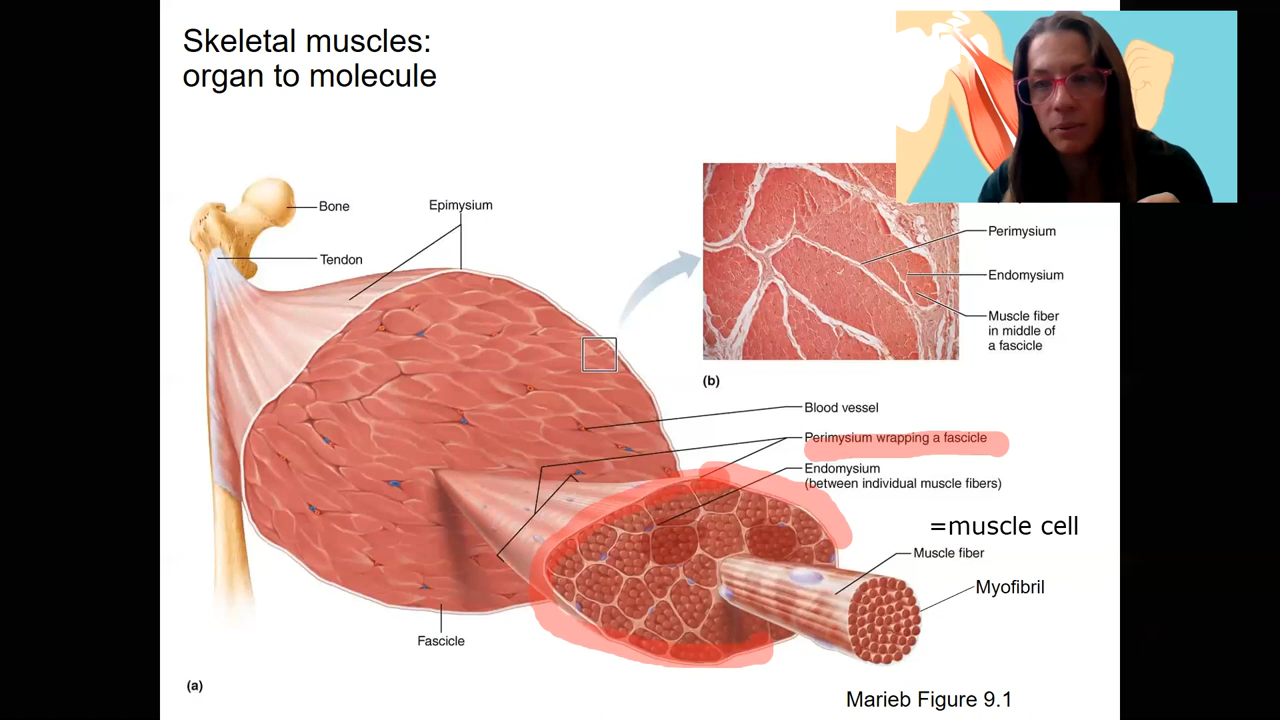 Skeletal muscles:
organ to molecule
Bone
Epimysium
Tendon
Perimysium
Endomysium
Muscle fiber
in middle of
a fascicle
(b)
Blood vessel
Perimysium wrapping a fascicle
Endomysium
(between individual muscle fibers)
=muscle cell
Muscle fiber
Myofibril
Fascicle
(a)
Marieb Figure 9.1